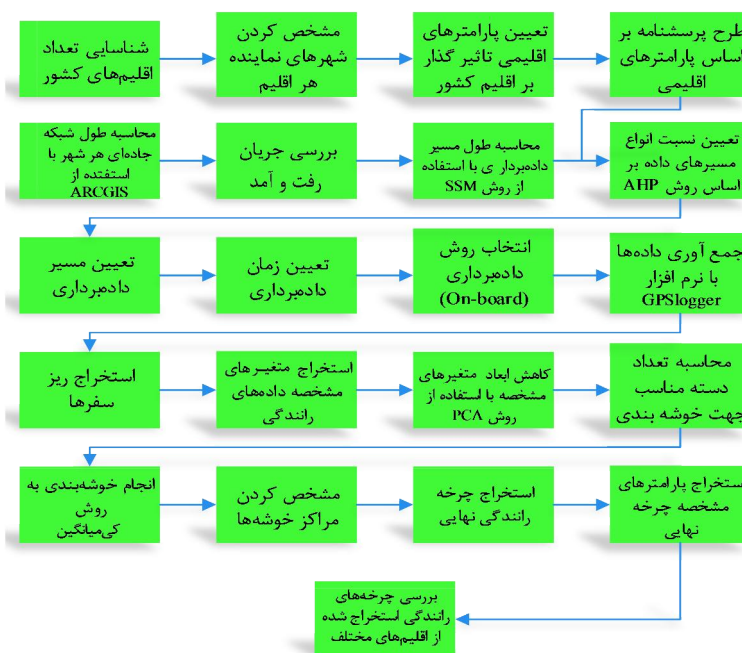 شناسایی تعداد
اقلیم‌های کشور
مشخص کردن
شهرهای نماینده
هر اقلیم
تعیین پارامترهای
اقلیمی تاثیر گذار
بر اقلیم کشور
طرح پرسشنامه بر
اساس پارامترهای
اقلیمی
محاسبه طول شبکه
جاده‌ای هر شهر با
استفتده از
ARCGIS
بررسی جریان
رفت و آمد
محاسبه طول مسیر
داده‌برداری با استفاده
از روش SSM
تعیین نسبت انواع
مسیرهای داده بر
اساس روش AHP
تعیین مسیر
داده‌برداری
تعیین زمان
داده‌برداری
انتخاب روش
داده‌برداری
(On-board)
جمع آوری داده‌ها
با نرم افزار
GPSlogger
استخراج ریز
سفرها
استخراج متغیرهای
مشخصه داده‌های
رانندگی
کاهش ابعاد متغیرهای
مشخصه با استفاده از
روش PCA
محاسبه تعداد
دسته مناسب
جهت خوشه بندی
انجام خوشه‌بندی به
روش
کی‌میانگین
مشخص کردن
مراکز خوشه‌ها
استخراج چرخه
رانندگی نهایی
استخراج پارامترهای
مشخصه چرخه
نهایی
بررسی چرخه‌های
رانندگی استخراج شده
از اقلیم‌های مختلف